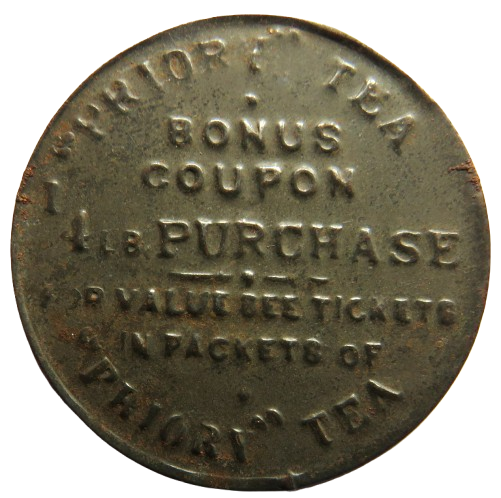 "PRIORY" TEA
BONUS
COUPON
1/4 LB. PURCHASE
FOR VALUE SEE TICKETS
IN PACKETS OF
"PRIORY" TEA